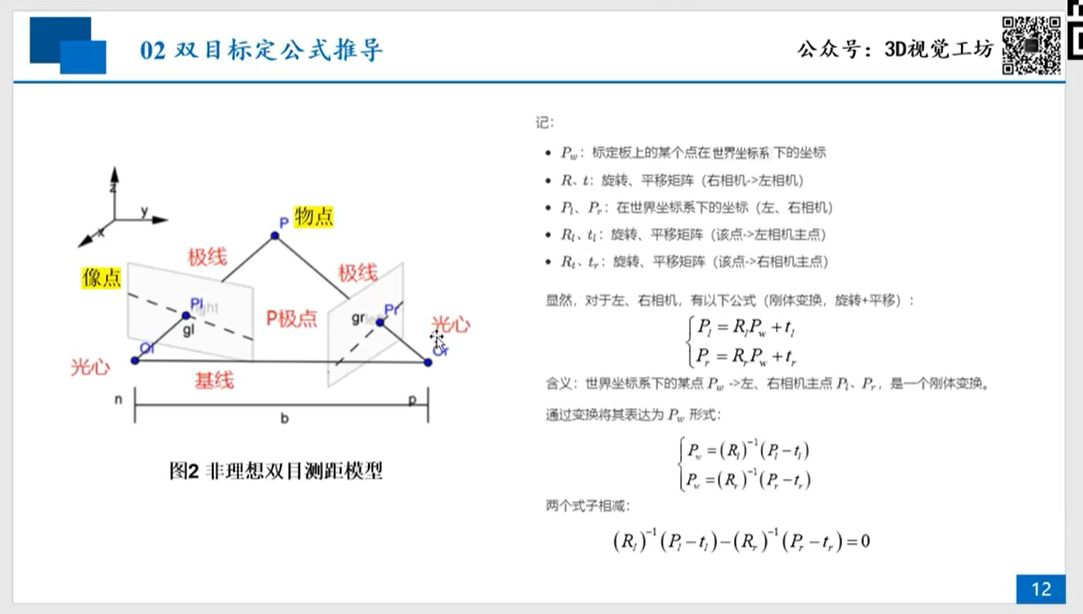 02 双目标定公式推导
公众号：3D视觉工坊
z
y
x
P 物点
极线
极线
像点
Pl
right
gl
P极点
gr
Pr
光心
Ol
Or
光心
基线
n
p
b
图2 非理想双目测距模型
记：
• P_w：标定板上的某个点在世界坐标系下的坐标
• R、t：旋转、平移矩阵（右相机->左相机）
• P_l、P_r：在世界坐标系下的坐标（左、右相机）
• R_l、t_l：旋转、平移矩阵（该点->左相机主点）
• R_t、t_r：旋转、平移矩阵（该点->右相机主点）
显然，对于左、右相机，有以下公式（刚体变换，旋转+平移）：
P_l = R_l P_w + t_l
P_r = R_r P_w + t_r
含义：世界坐标系下的某点 P_w ->左、右相机主点 P_l、P_r，是一个刚体变换。
通过变换将其表达为 P_w 形式：
P_w = (R_l)^{-1}(P_l - t_l)
P_w = (R_r)^{-1}(P_r - t_r)
两个式子相减：
(R_l)^{-1}(P_l - t_l) - (R_r)^{-1}(P_r - t_r) = 0
12